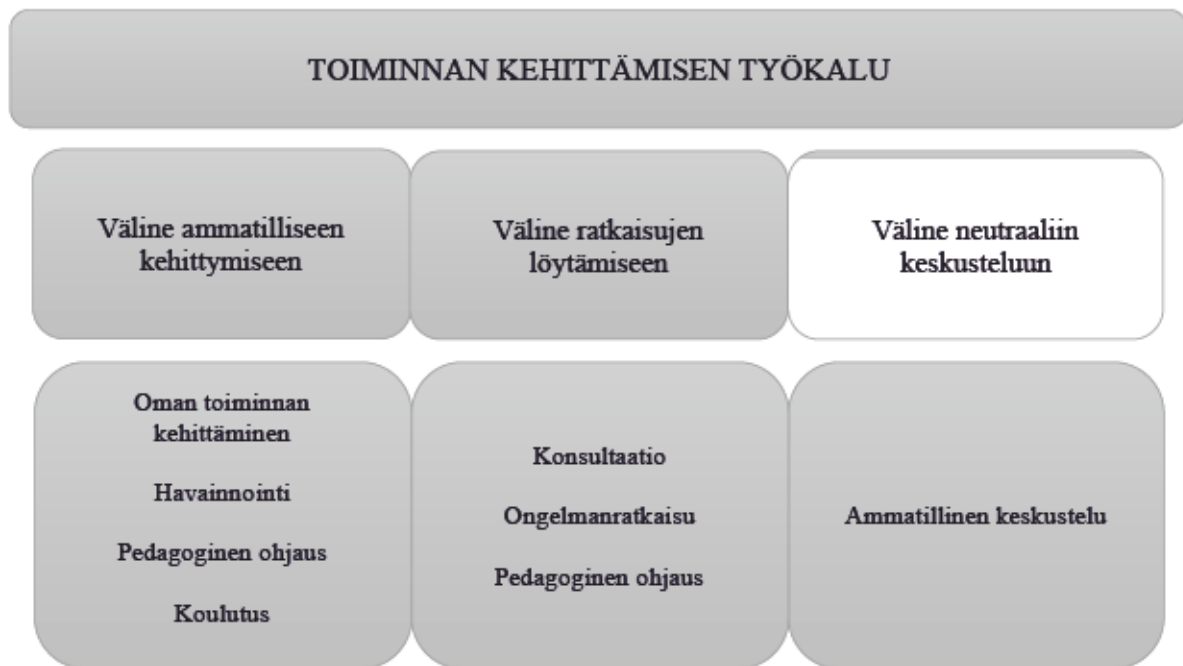 TOIMINNAN KEHITTÄMISEN TYÖKALU
Väline ammatilliseen
kehittymiseen
Väline ratkaisujen
löytämiseen
Väline neutraaliin
keskusteluun
Oman toiminnan
kehittäminen
Havainnointi
Pedagoginen ohjaus
Koulutus
Konsultaatio
Ongelmanratkaisu
Pedagoginen ohjaus
Ammatillinen keskustelu